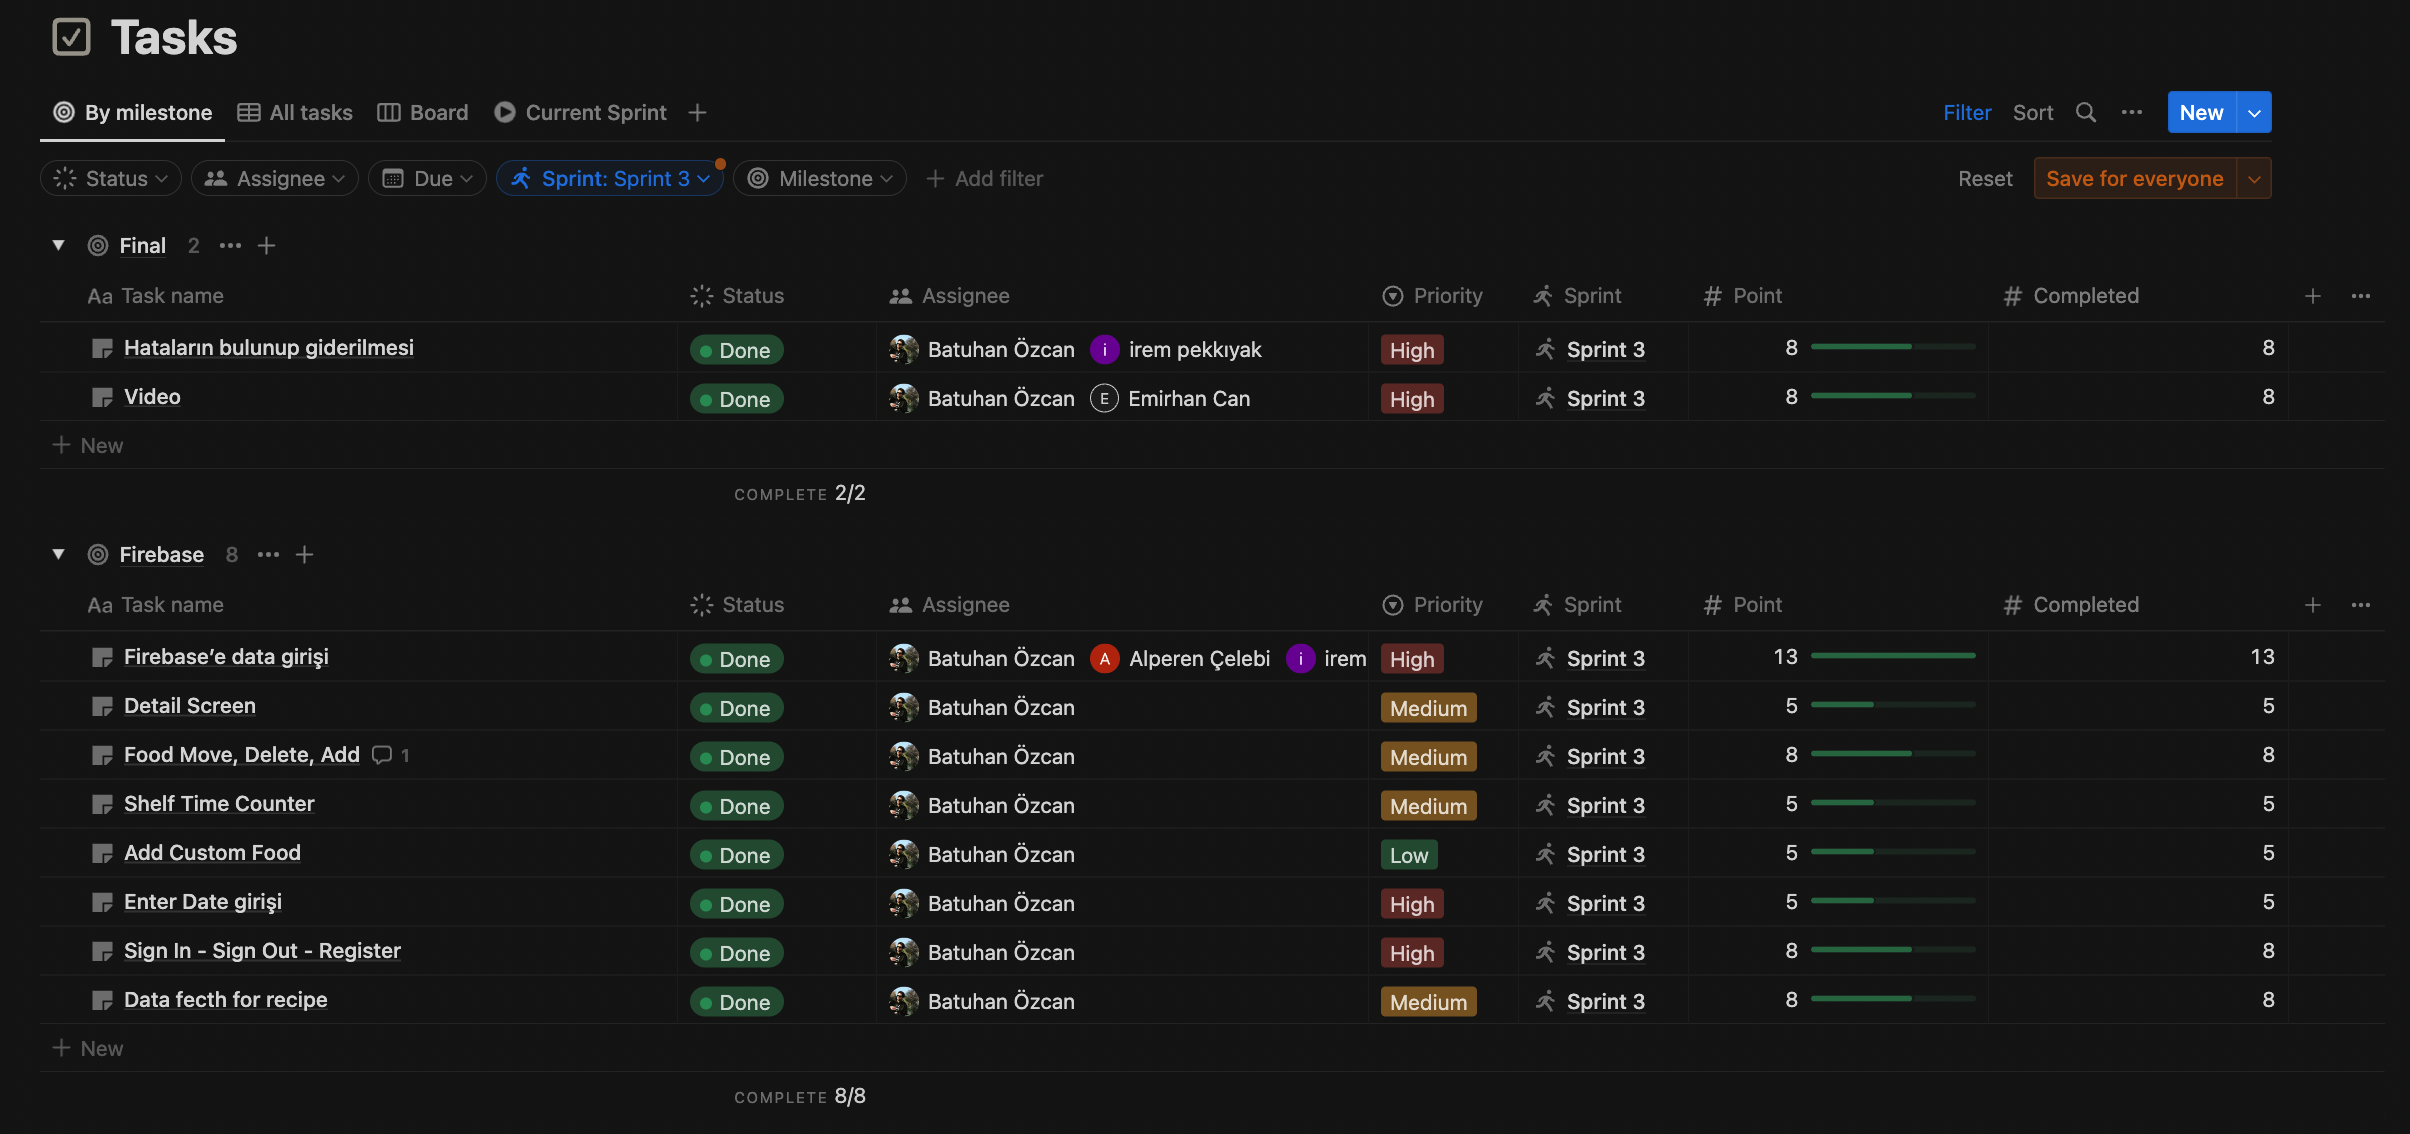 Tasks
By milestone All tasks Board Current Sprint
Filter Sort New
Status Assignee Due Sprint: Sprint 3 Milestone Add filter
Reset Save for everyone
Final 2
Aa Task name Status Assignee Priority Sprint # Point # Completed
Hataların bulunup giderilmesi Done Batuhan Özcan i irem pekkıyak High Sprint 3 8 8
Video Done Batuhan Özcan E Emirhan Can High Sprint 3 8 8
+ New
COMPLETE 2/2
Firebase 8
Aa Task name Status Assignee Priority Sprint # Point # Completed
Firebase’e data girişi Done Batuhan Özcan A Alperen Çelebi i irem High Sprint 3 13 13
Detail Screen Done Batuhan Özcan Medium Sprint 3 5 5
Food Move, Delete, Add 1 Done Batuhan Özcan Medium Sprint 3 8 8
Shelf Time Counter Done Batuhan Özcan Medium Sprint 3 5 5
Add Custom Food Done Batuhan Özcan Low Sprint 3 5 5
Enter Date girişi Done Batuhan Özcan High Sprint 3 5 5
Sign In - Sign Out - Register Done Batuhan Özcan High Sprint 3 8 8
Data fecth for recipe Done Batuhan Özcan Medium Sprint 3 8 8
+ New
COMPLETE 8/8